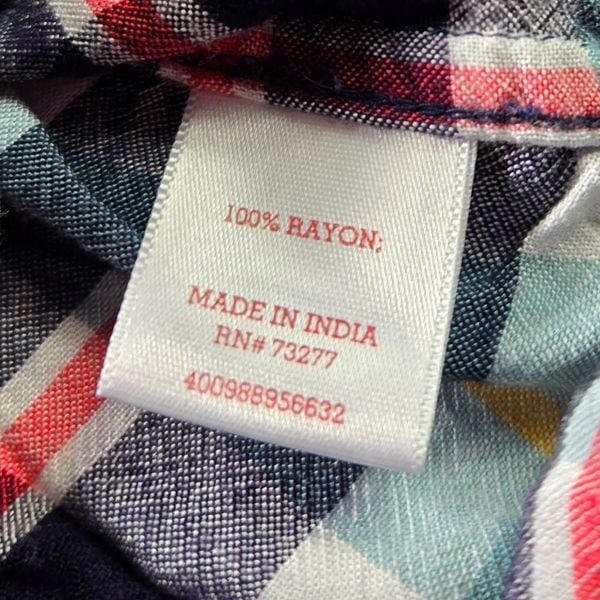 100% RAYON;
MADE IN INDIA
RN# 73277
400988956632